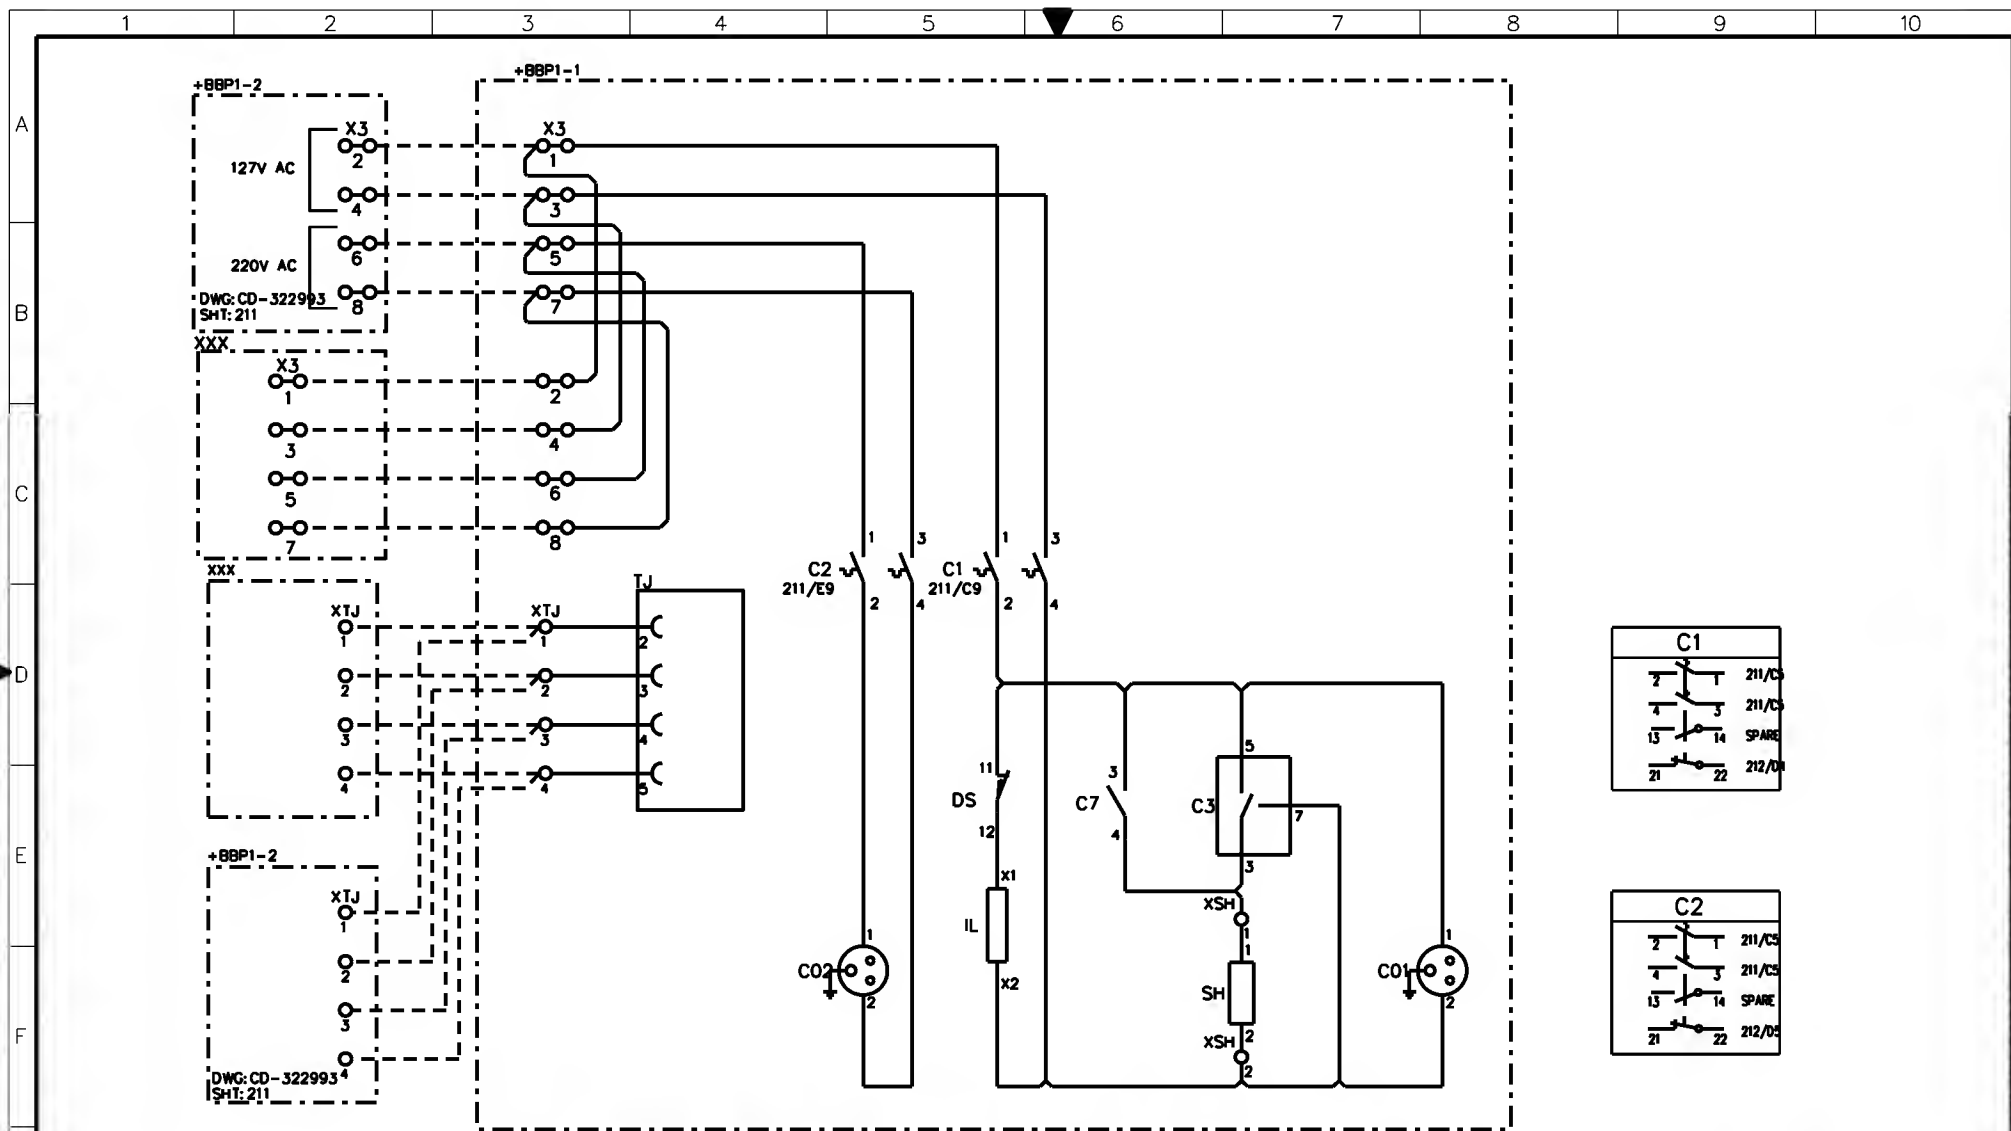 1 2 3 4 5 6 7 8 9 10
A
B
C
D
E
F
+BBP1-2
X3
127V AC
2
4
220V AC
6
8
DWG: CD-322993
SHT: 211
XXX
X3
1
3
5
7
XXX
XTJ
1
2
3
4
+BBP1-2
XTJ
1
2
3
4
DWG: CD-322993
SHT: 211
+BBP1-1
X3
1
3
5
7
2
4
6
8
XTJ
1
2
3
4
TJ
2
3
4
5
C2
211/E9
1
2
3
4
C1
211/C9
1
2
3
4
DS
11
12
IL
X1
X2
C7
3
4
C3
5
7
3
XSH
1
1
SH
2
XSH
2
CO2
1
2
CO1
1
2
C1
2 1 211/C5
4 3 211/C5
13 14 SPARE
21 22
C2
2 1 211/C5
4 3 211/C5
13 14 SPARE
21 22 212/D5